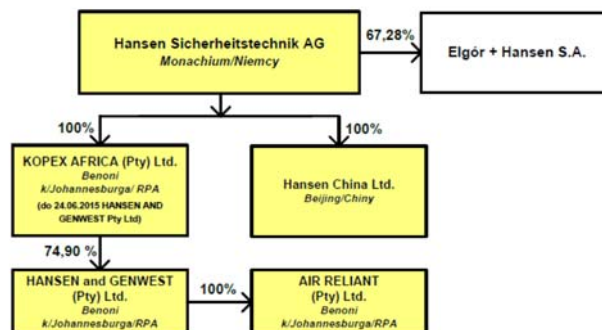 Hansen Sicherheitstechnik AG
Monachium/Niemcy
67,28%
Elgór + Hansen S.A.
100%
100%
KOPEX AFRICA (Pty) Ltd.
Benoni
k/Johannesburga/ RPA
(do 24.06.2015 HANSEN AND
GENWEST Pty Ltd)
Hansen China Ltd.
Beijing/Chiny
74,90 %
HANSEN and GENWEST
(Pty) Ltd.
Benoni
k/Johannesburga/RPA
100%
AIR RELIANT
(Pty) Ltd.
Benoni
k/Johannesburga/RPA